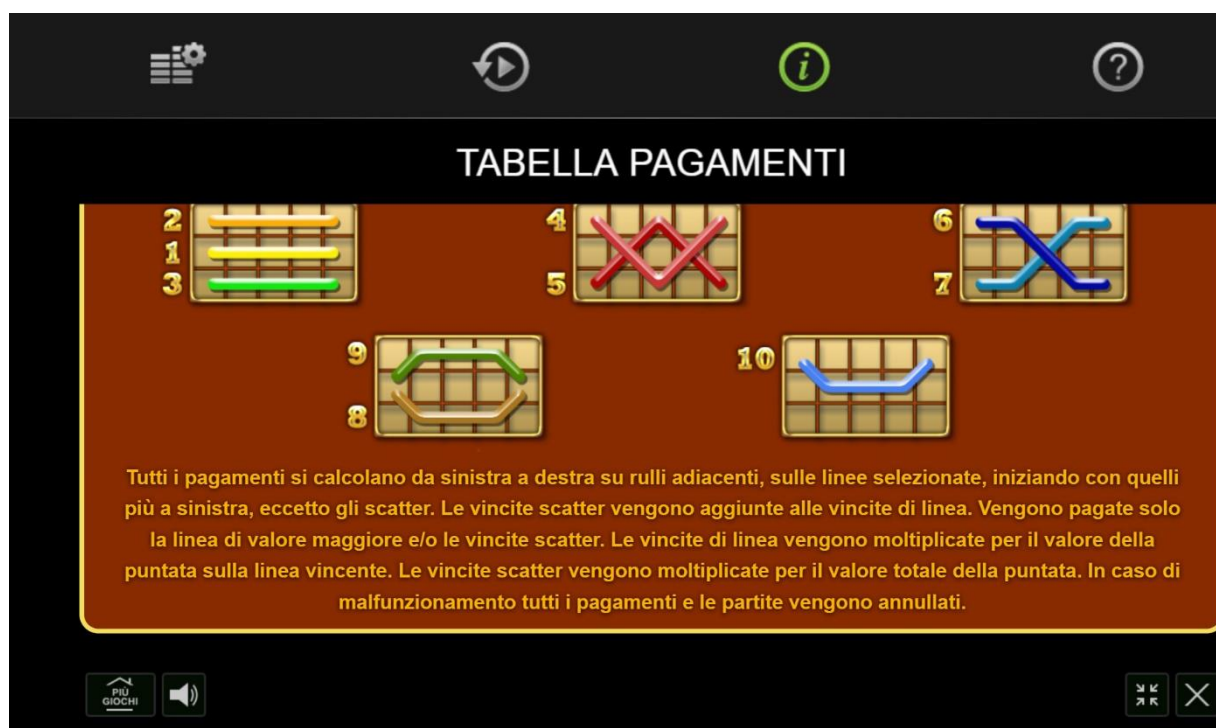 TABELLA PAGAMENTI
2
1
3
4
5
6
7
9
8
10
Tutti i pagamenti si calcolano da sinistra a destra su rulli adiacenti, sulle linee selezionate, iniziando con quelli
più a sinistra, eccetto gli scatter. Le vincite scatter vengono aggiunte alle vincite di linea. Vengono pagate solo
la linea di valore maggiore e/o le vincite scatter. Le vincite di linea vengono moltiplicate per il valore della
puntata sulla linea vincente. Le vincite scatter vengono moltiplicate per il valore totale della puntata. In caso di
malfunzionamento tutti i pagamenti e le partite vengono annullati.
PIÙ
GIOCHI